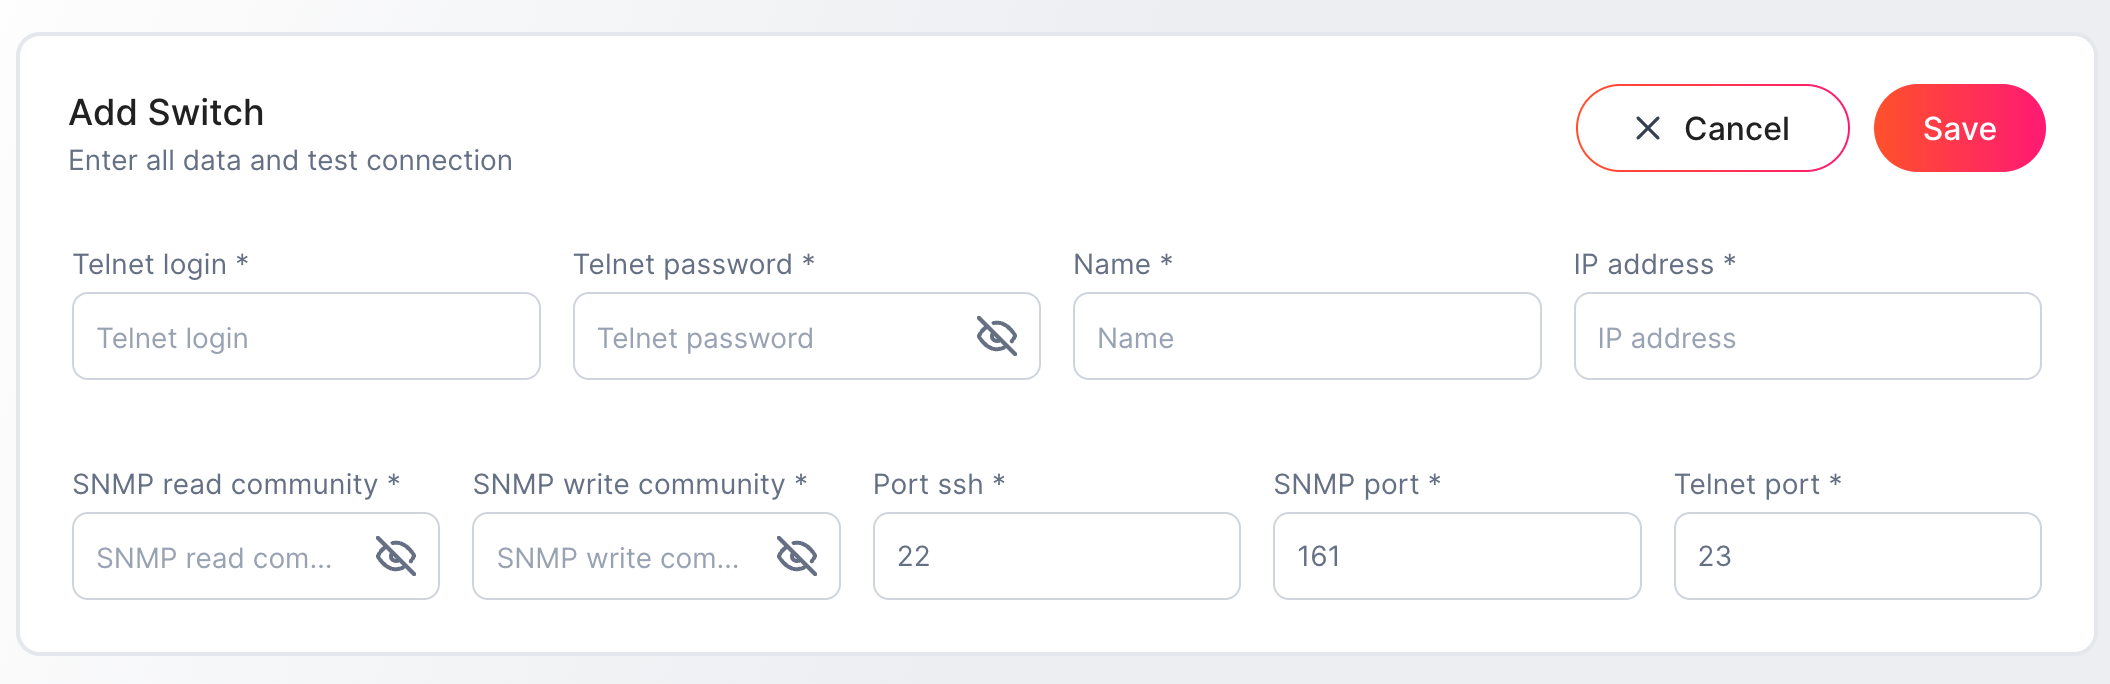 Add Switch
Enter all data and test connection
Cancel
Save
Telnet login *
Telnet password *
Name *
IP address *
Telnet login
Telnet password
Name
IP address
SNMP read community *
SNMP write community *
Port ssh *
SNMP port *
Telnet port *
SNMP read com...
SNMP write com...
22
161
23